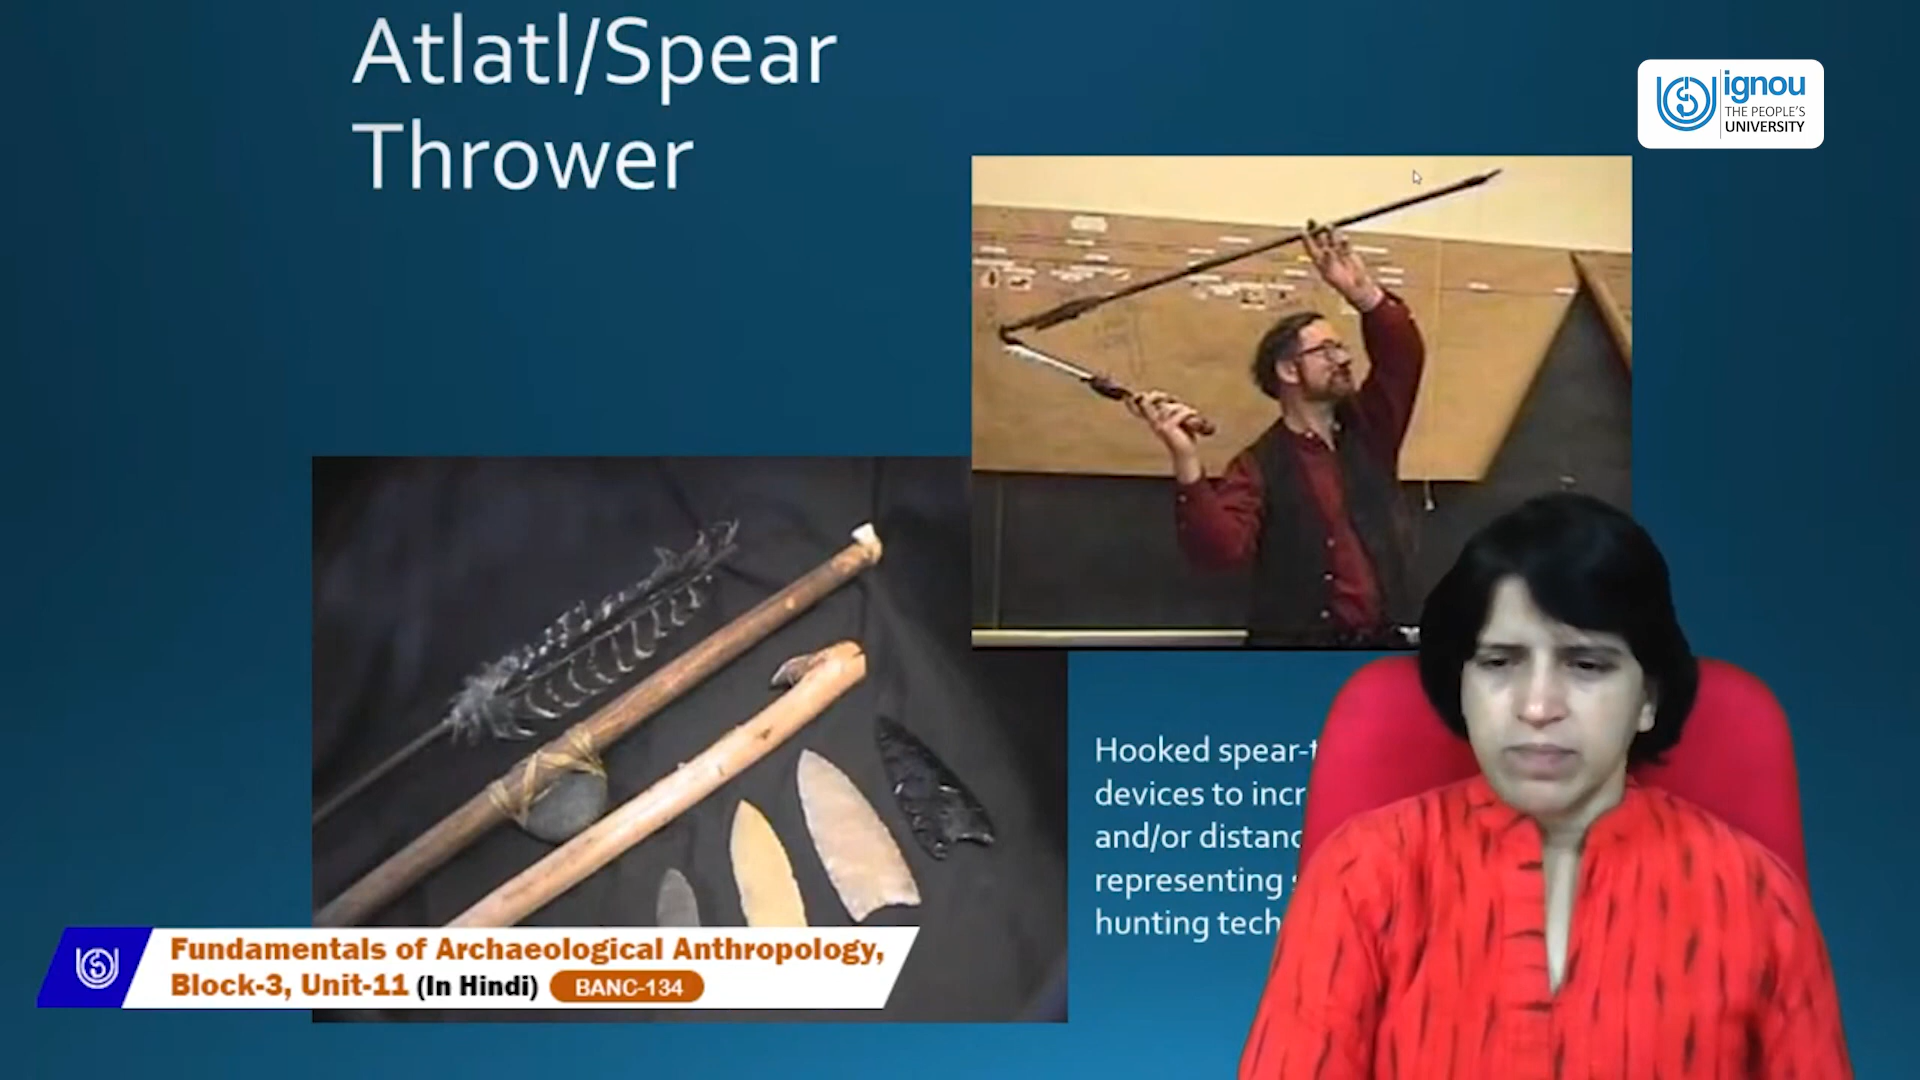 Atlatl/Spear
Thrower
ignou
THE PEOPLE'S
UNIVERSITY
Hooked spear-
devices to incr
and/or distanc
representing
hunting tech
Fundamentals of Archaeological Anthropology,
Block-3, Unit-11 (In Hindi) BANC-134